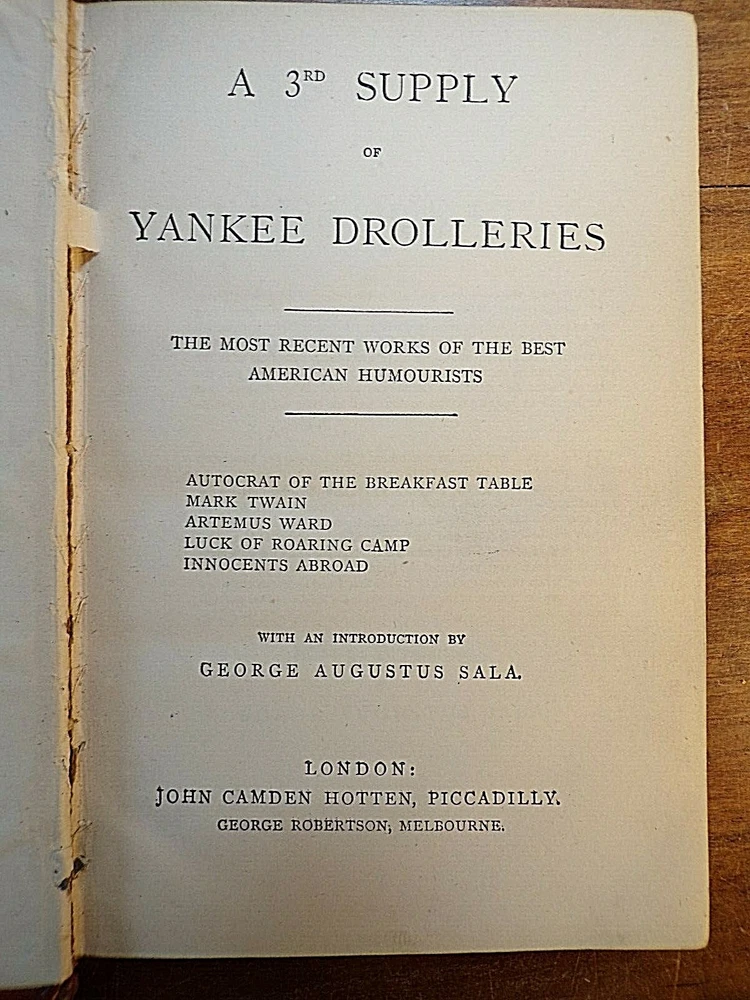 A 3RD SUPPLY
OF
YANKEE DROLLERIES
THE MOST RECENT WORKS OF THE BEST
AMERICAN HUMOURISTS
AUTOCRAT OF THE BREAKFAST TABLE
MARK TWAIN
ARTEMUS WARD
LUCK OF ROARING CAMP
INNOCENTS ABROAD
WITH AN INTRODUCTION BY
GEORGE AUGUSTUS SALA.
LONDON:
JOHN CAMDEN HOTTEN, PICCADILLY.
GEORGE ROBERTSON, MELBOURNE.